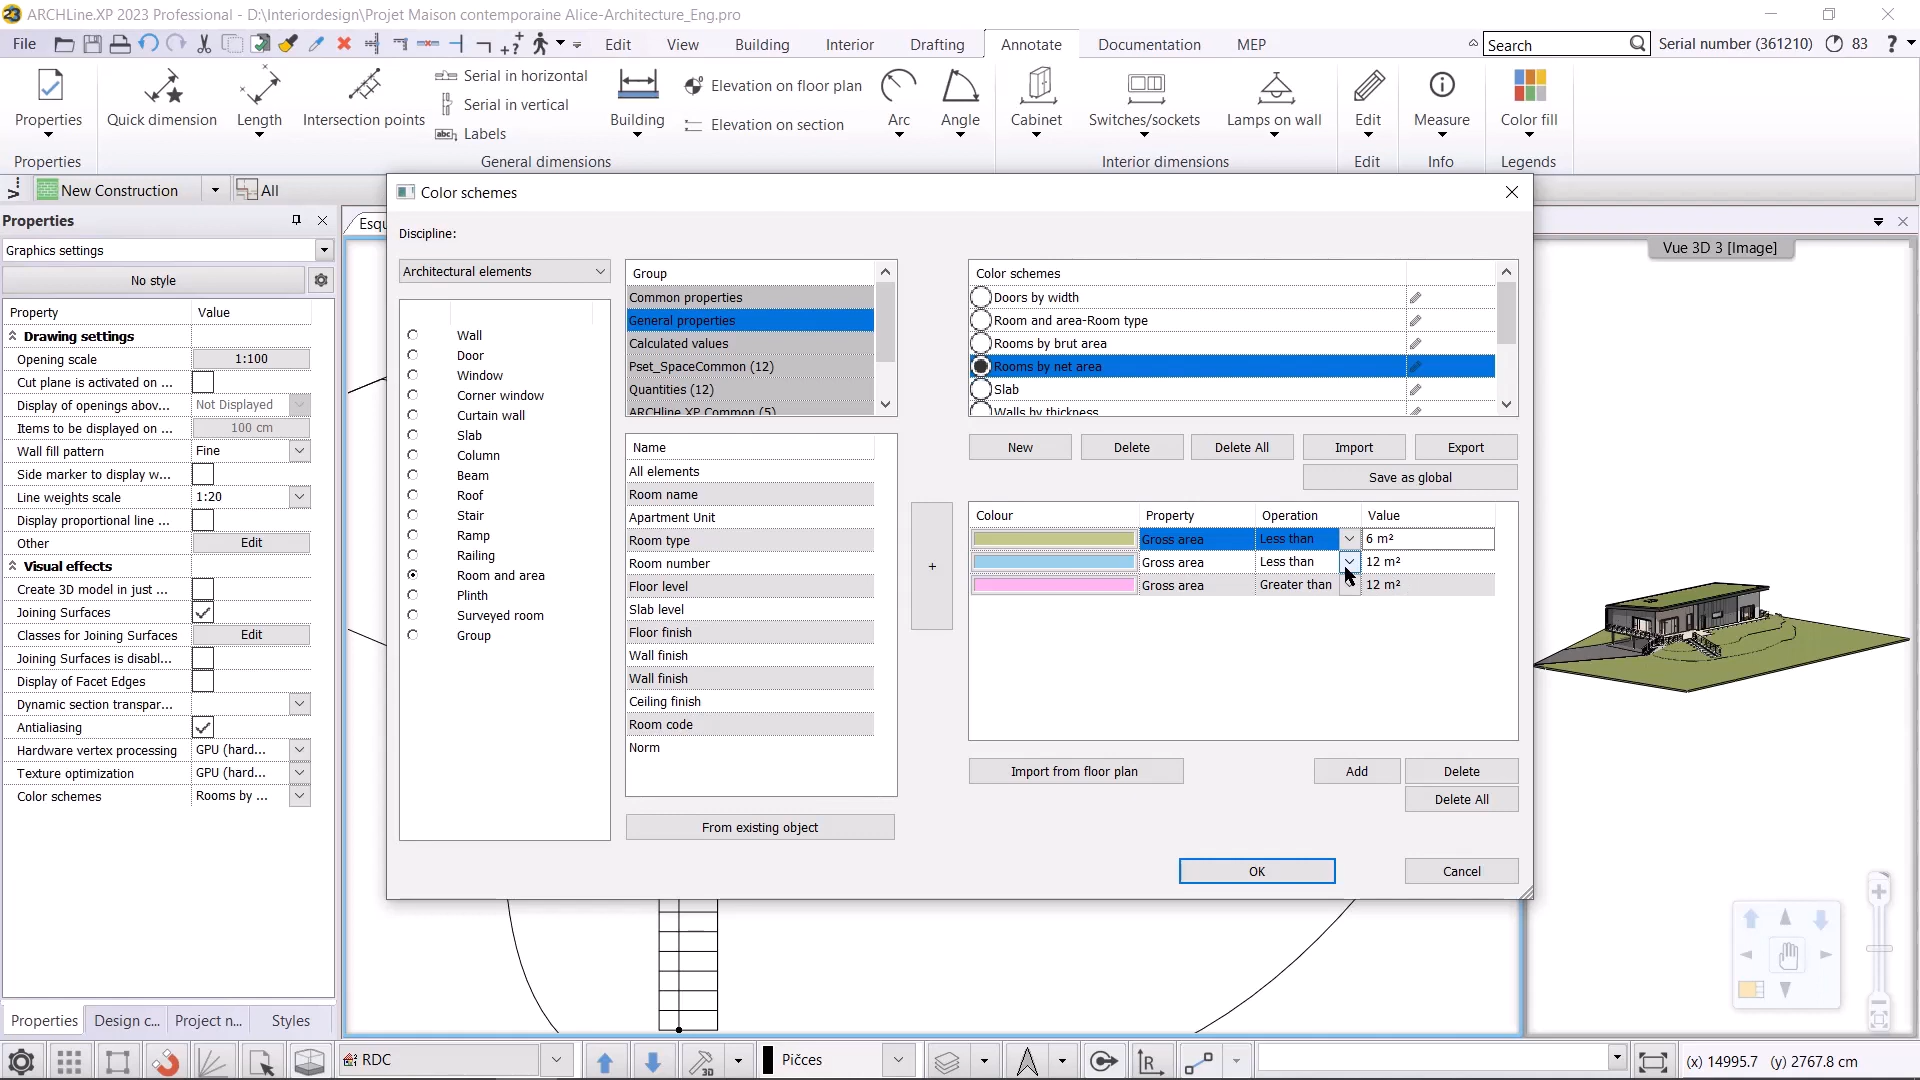 23 ARCHLine.XP 2023 Professional - D:\Interiordesign\Projet Maison contemporaine Alice-Architecture_Eng.pro
File Edit View Building Interior Drafting Annotate Documentation MEP Search Serial number (361210) 83 ?
Properties Quick dimension Length Intersection points Serial in horizontal Serial in vertical abc Labels Building Elevation on floor plan Elevation on section Arc Angle Cabinet Switches/sockets Lamps on wall Edit Measure Color fill
Properties General dimensions Interior dimensions Edit Info Legends
New Construction All
Properties
Graphics settings
No style
Property Value
Drawing settings
Opening scale 1:100
Cut plane is activated on ...
Display of openings abov... Not Displayed
Items to be displayed on ... 100 cm
Wall fill pattern Fine
Side marker to display w...
Line weights scale 1:20
Display proportional line ...
Other Edit
Visual effects
Create 3D model in just ...
Joining Surfaces
Classes for Joining Surfaces Edit
Joining Surfaces is disabl...
Display of Facet Edges
Dynamic section transpar...
Antialiasing
Hardware vertex processing GPU (hard...
Texture optimization GPU (hard...
Color schemes Rooms by ...
Properties Design c... Project n... Styles
Esqu
Color schemes
Discipline:
Architectural elements
Wall
Door
Window
Corner window
Curtain wall
Slab
Column
Beam
Roof
Stair
Ramp
Railing
Room and area
Plinth
Surveyed room
Group
Group
Common properties
General properties
Calculated values
Pset_SpaceCommon (12)
Quantities (12)
ARCHline.XP Common (5)
Name
All elements
Room name
Apartment Unit
Room type
Room number
Floor level
Slab level
Floor finish
Wall finish
Wall finish
Ceiling finish
Room code
Norm
From existing object
+
Color schemes
Doors by width
Room and area-Room type
Rooms by brut area
Rooms by net area
Slab
Walls by thickness
New Delete Delete All Import Export
Save as global
Colour Property Operation Value
Gross area Less than 6 m²
Gross area Less than 12 m²
Gross area Greater than 12 m²
Import from floor plan Add Delete
Delete All
OK Cancel
Vue 3D 3 [Image]
RDC 3D Pičces R (x) 14995.7 (y) 2767.8 cm